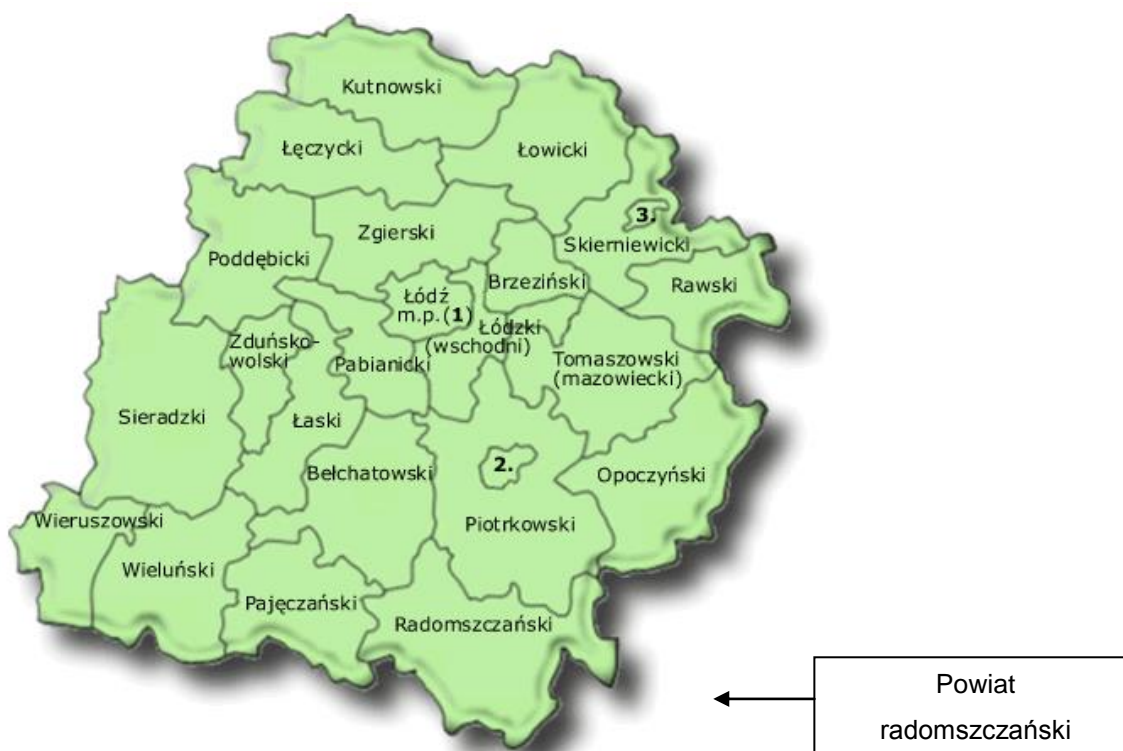 Kutnowski
Łęczycki
Łowicki
Zgierski
3.
Skierniewicki
Poddębicki
Brzeziński
Rawski
Łódź
m.p.(1)
Łódzki
(wschodni)
Zduńsko-
wolski
Pabianicki
Tomaszowski
(mazowiecki)
Sieradzki
Łaski
Bełchatowski
2.
Opoczyński
Wieruszowski
Piotrkowski
Wieluński
Pajęczański
Radomszczański
Powiat
radomszczański